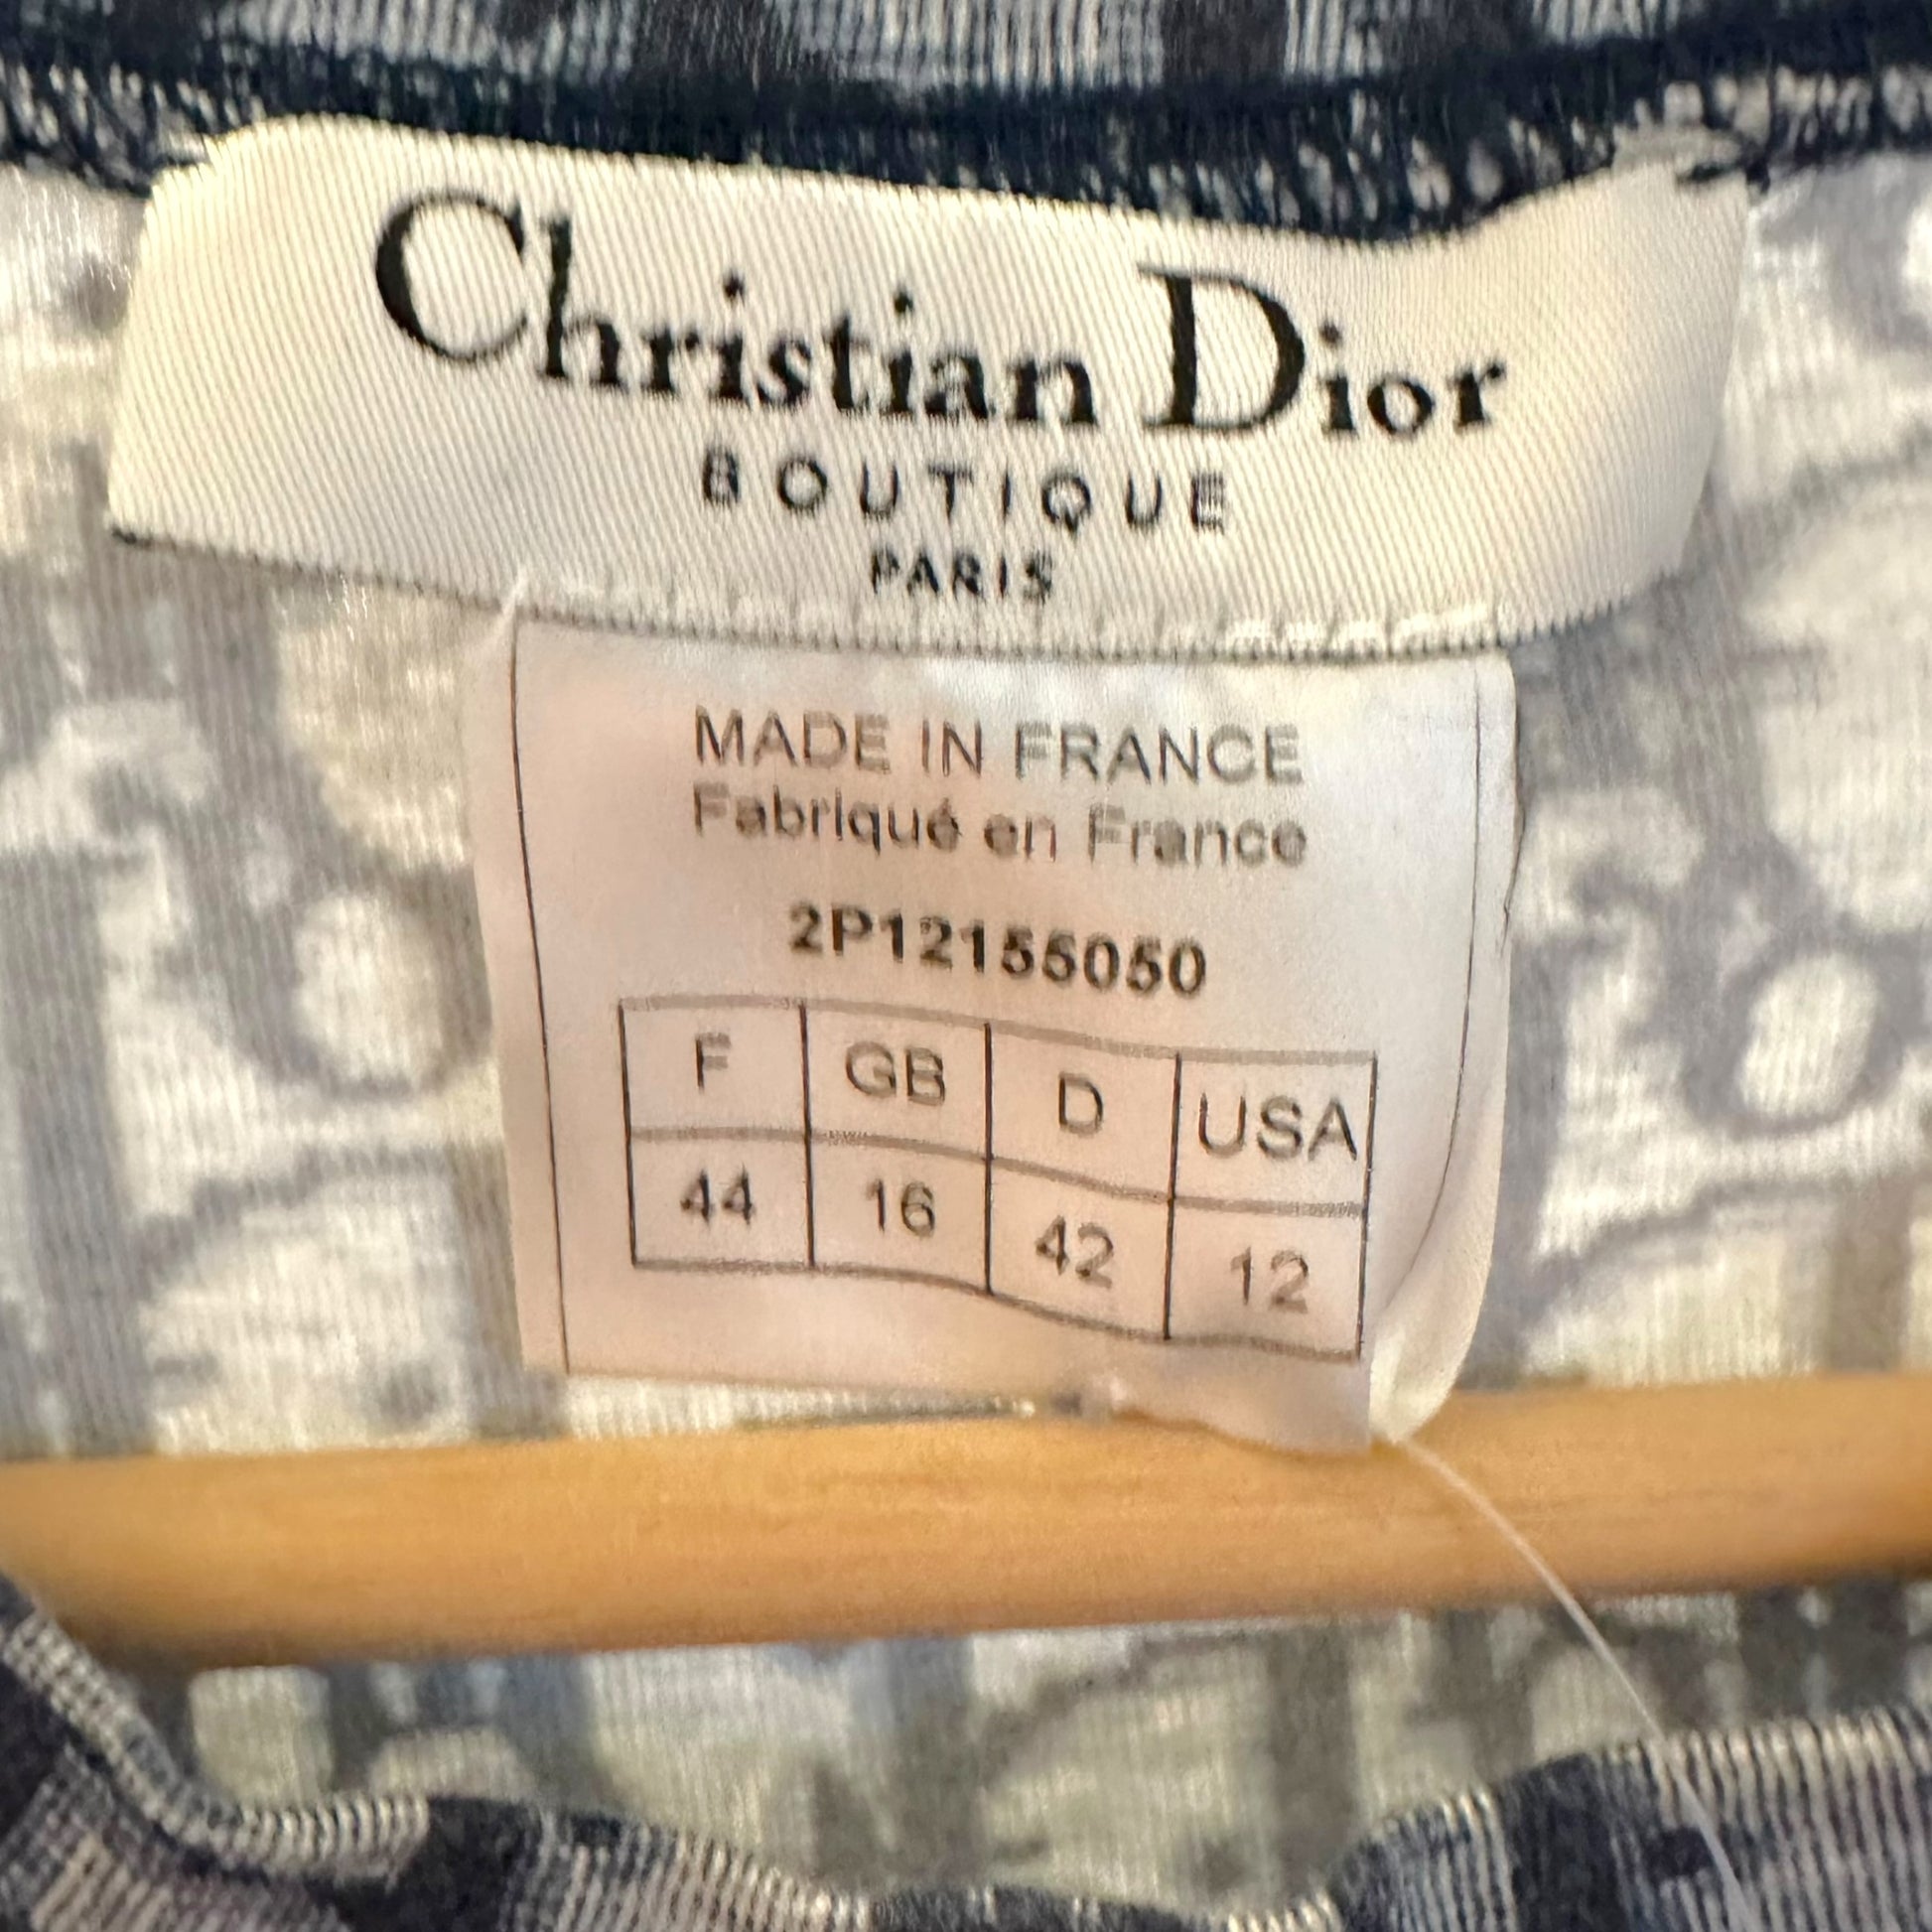 Christian Dior
BOUTIQUE
PARIS
MADE IN FRANCE
Fabriqué en France
2P12155050
F GB D USA
44 16 42 12